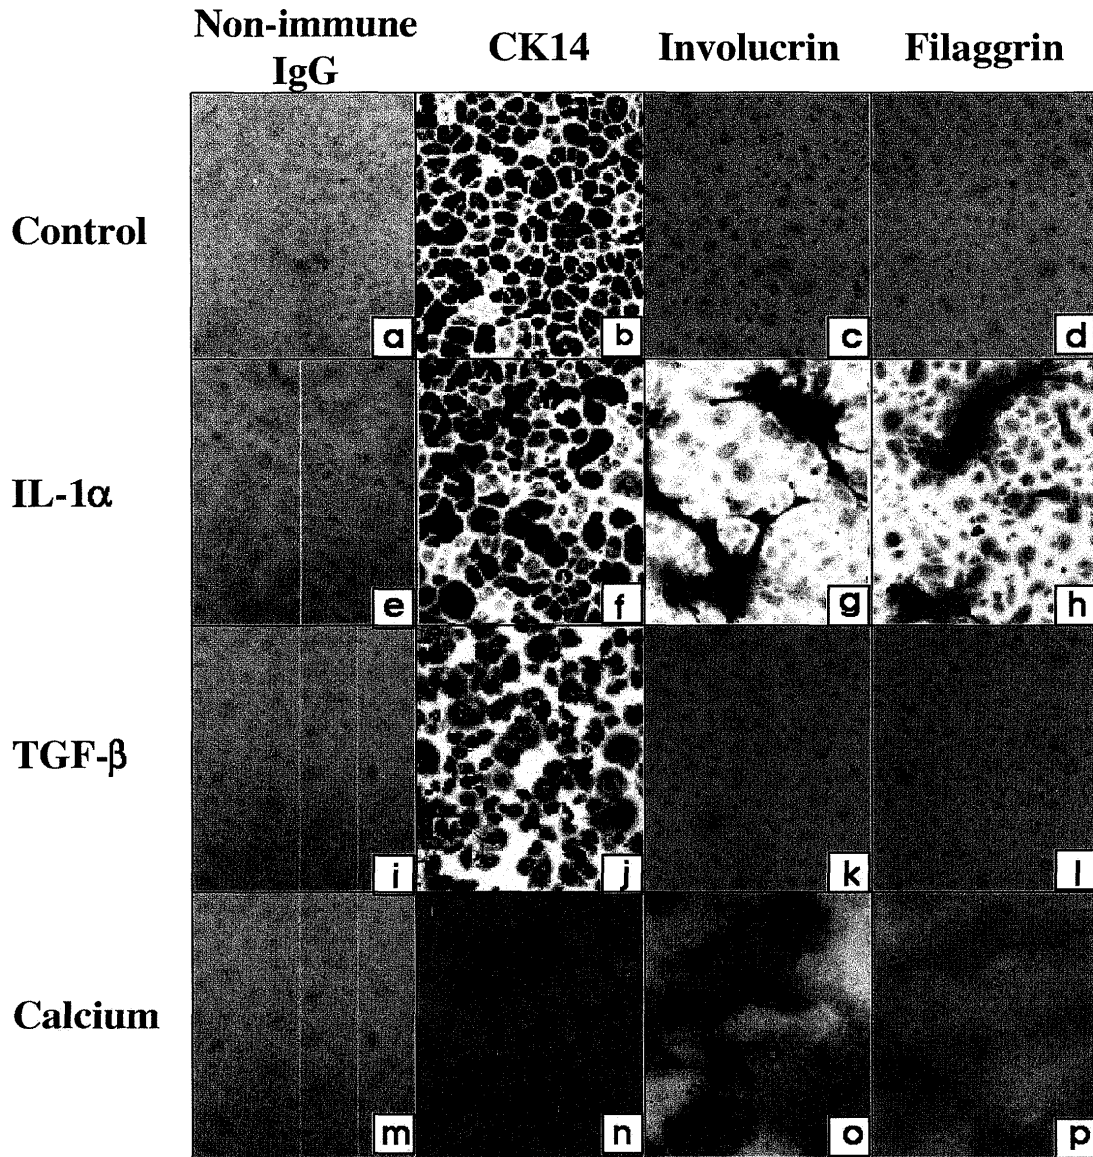 Non-immune
IgG
CK14
Involucrin
Filaggrin
Control
a
b
c
d
IL-1α
e
f
g
h
TGF-β
i
j
k
l
Calcium
m
n
o
p